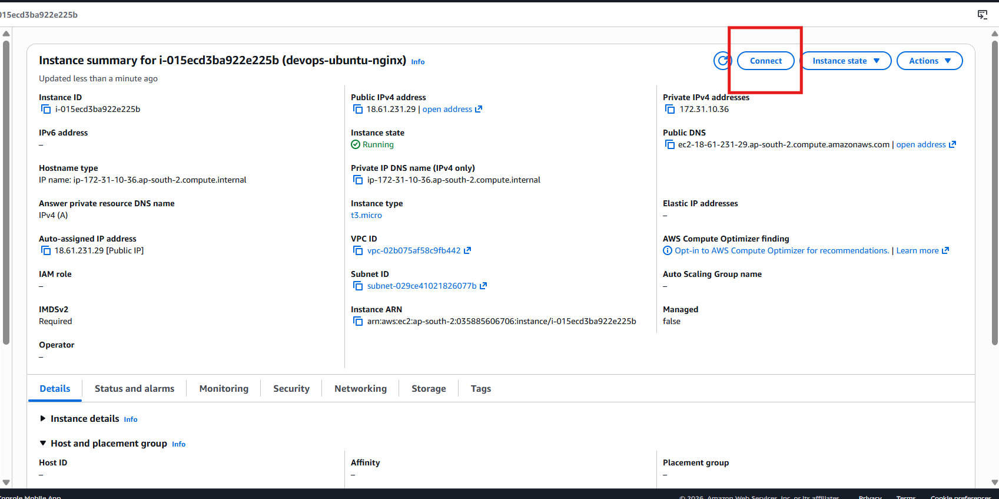 015ecd3ba922e225b
Instance summary for i-015ecd3ba922e225b (devops-ubuntu-nginx) Info
Connect
Instance state
Actions
Updated less than a minute ago
Instance ID
i-015ecd3ba922e225b
Public IPv4 address
18.61.231.29 | open address
Private IPv4 addresses
172.31.10.36
IPv6 address
–
Instance state
Running
Public DNS
ec2-18-61-231-29.ap-south-2.compute.amazonaws.com | open address
Hostname type
IP name: ip-172-31-10-36.ap-south-2.compute.internal
Private IP DNS name (IPv4 only)
ip-172-31-10-36.ap-south-2.compute.internal
Answer private resource DNS name
IPv4 (A)
Instance type
t3.micro
Elastic IP addresses
–
Auto-assigned IP address
18.61.231.29 [Public IP]
VPC ID
vpc-02b075af58c9fb442
AWS Compute Optimizer finding
Opt-in to AWS Compute Optimizer for recommendations. | Learn more
IAM role
–
Subnet ID
subnet-029ce41021826077b
Auto Scaling Group name
–
IMDSv2
Required
Instance ARN
arn:aws:ec2:ap-south-2:035885606706:instance/i-015ecd3ba922e225b
Managed
false
Operator
–
Details
Status and alarms
Monitoring
Security
Networking
Storage
Tags
Instance details Info
Host and placement group Info
Host ID
–
Affinity
–
Placement group
–
Console Mobile App
© 2026, Amazon Web Services, Inc. or its affiliates.
Privacy
Terms
Cookie preferences